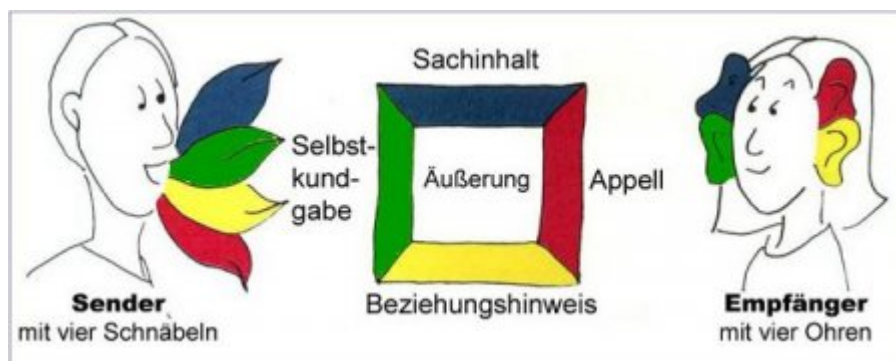 Sachinhalt
Selbst-
kund-
gabe
Äußerung
Appell
Beziehungshinweis
Sender
mit vier Schnäbeln
Empfänger
mit vier Ohren